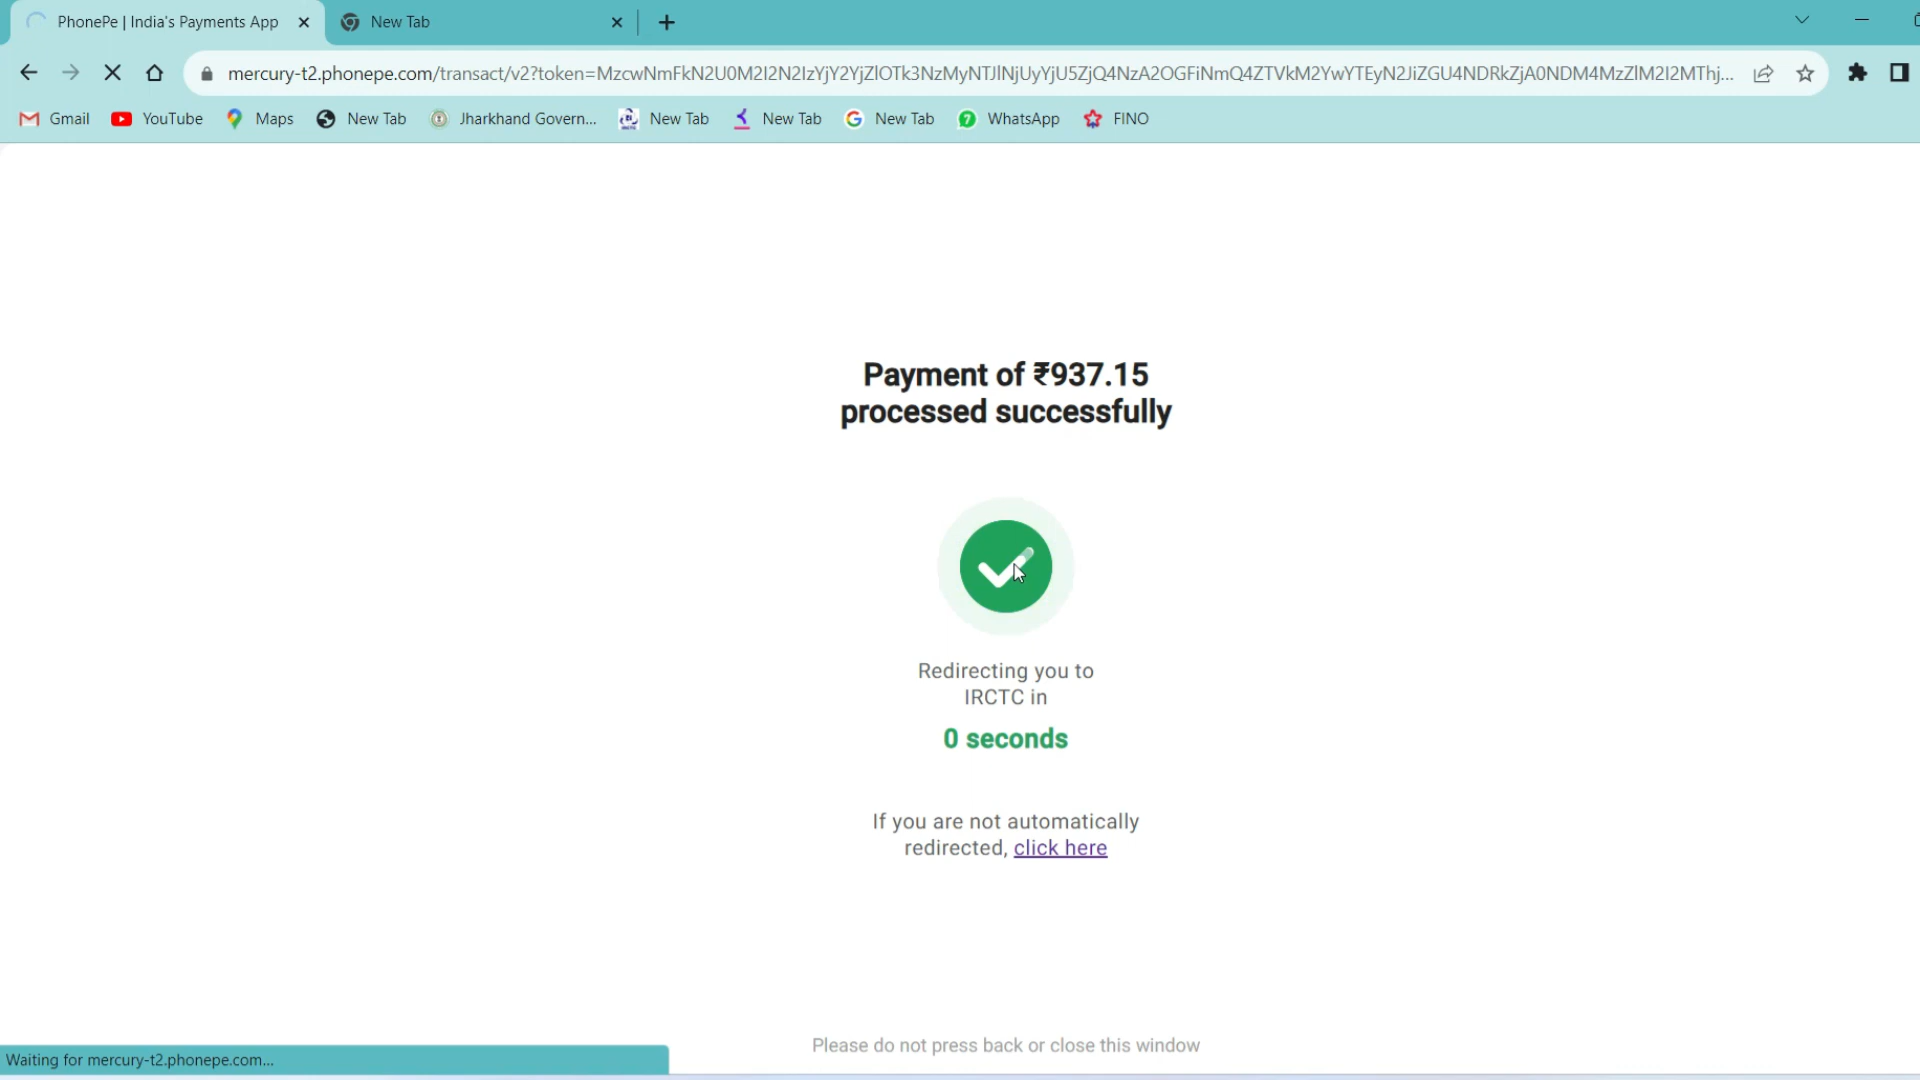 PhonePe | India's Payments App
New Tab
mercury-t2.phonepe.com/transact/v2?token=MzcwNmFkN2U0M2I2N2IzYjY2YjZlOTk3NzMyNTJlNjUyYjU5ZjQ4NzA2OGFiNmQ4ZTVkM2YwYTEyN2JiZGU4NDRkZjA0NDM4MzZlM2I2MThj...
Gmail YouTube Maps New Tab Jharkhand Govern... New Tab New Tab New Tab WhatsApp FINO
Payment of ₹937.15
processed successfully
Redirecting you to
IRCTC in
0 seconds
If you are not automatically
redirected, click here
Please do not press back or close this window
Waiting for mercury-t2.phonepe.com...